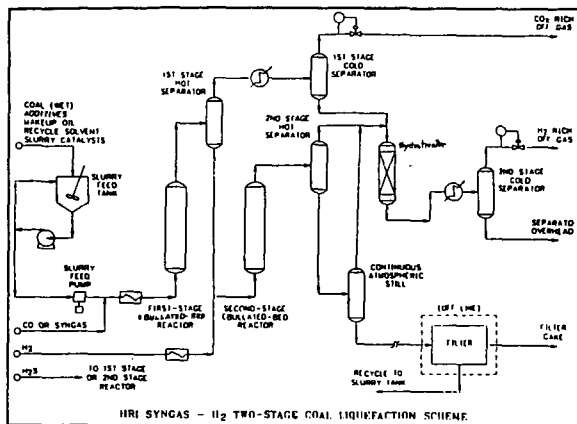 CO2 RICH
OFF GAS
1ST STAGE
COLD
SEPARATOR
1ST STAGE
HOT
SEPARATOR
COAL (WET)
ADDITIVES
MAKEUP OIL
RECYCLE SOLVENT
SLURRY CATALYSTS
2ND STAGE
HOT
SEPARATOR
H2 RICH
OFF GAS
Hydrotreater
SLURRY
FEED
TANK
2ND STAGE
COLD
SEPARATOR
SEPARATO
OVERHEAD
SLURRY
FEED
PUMP
CONTINUOUS
ATMOSPHERIC
STILL
FIRST-STAGE
EBULLATED-BED
REACTOR
SECOND-STAGE
EBULLATED-BED
REACTOR
(OFF LINE)
CO OR SYNGAS
FILTER
FILTER
CAKE
H2
H2S
TO 1ST STAGE
OR 2ND STAGE
REACTOR
RECYCLE TO
SLURRY TANK
HRI SYNGAS - H2 TWO-STAGE COAL LIQUEFACTION SCHEME